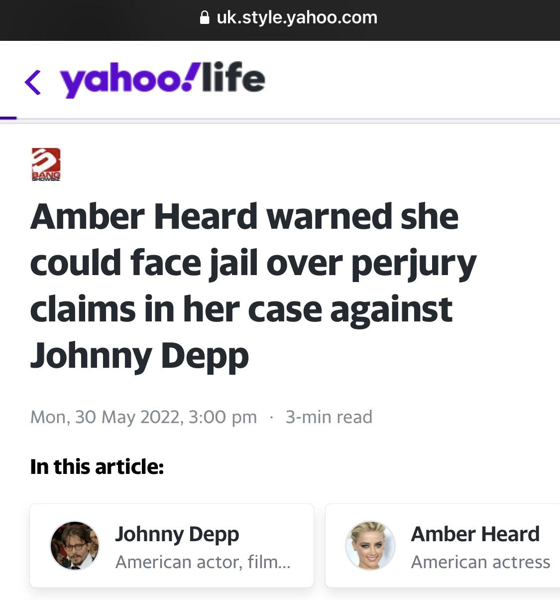 uk.style.yahoo.com
yahoo!life
BANG
SHOWBIZ
Amber Heard warned she
could face jail over perjury
claims in her case against
Johnny Depp
Mon, 30 May 2022, 3:00 pm · 3-min read
In this article:
Johnny Depp
American actor, film...
Amber Heard
American actress